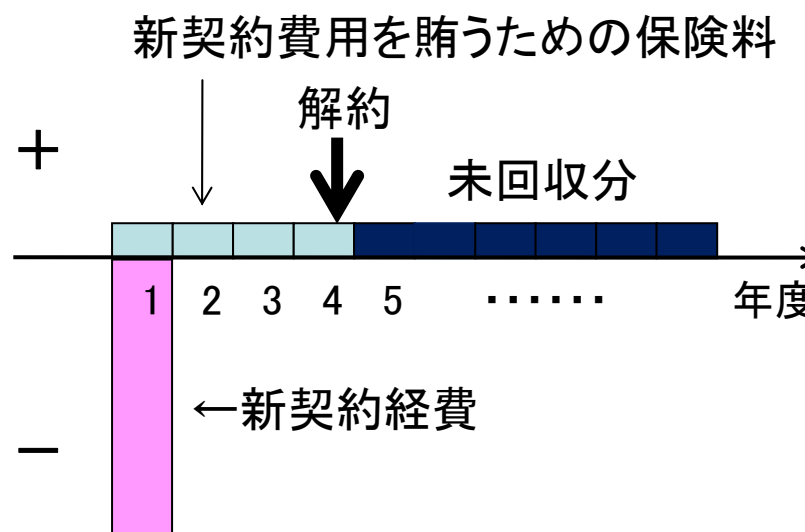 新契約費用を賄うための保険料
解約
+
未回収分
1 2 3 4 5 ・・・・・・ 年度
←新契約経費
−